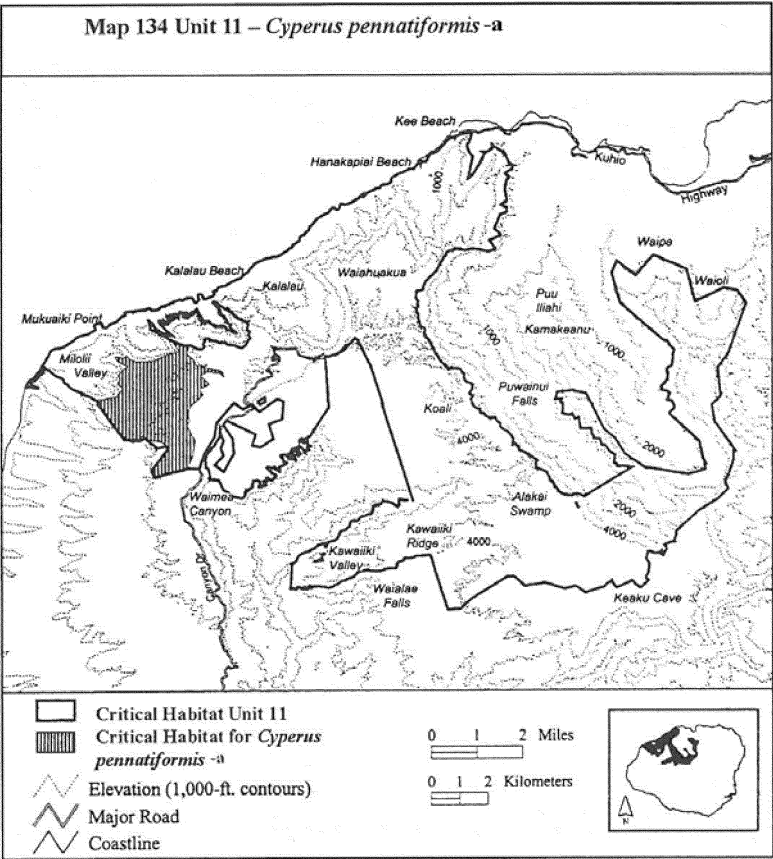 Map 134 Unit 11 – Cyperus pennatiformis -a
Kee Beach
Hanakapiai Beach
Kuhio
Highway
1000
Waipa
Kalalau Beach
Waiahuakua
Kalalau
Waioli
Puu
Iliahi
Mukuaiki Point
Kamakeanu
1000
1000
Milolii
Valley
Puwainui
Falls
Koali
4000
2000
Waimea
Canyon
Alakai
Swamp
2000
Kawaiiki
Ridge
4000
4000
Kawaiiki
Valley
Canyon D
Waialae
Falls
Keaku Cave
Critical Habitat Unit 11
Critical Habitat for Cyperus
pennatiformis -a
Elevation (1,000-ft. contours)
Major Road
Coastline
0 1 2 Miles
0 1 2 Kilometers
N